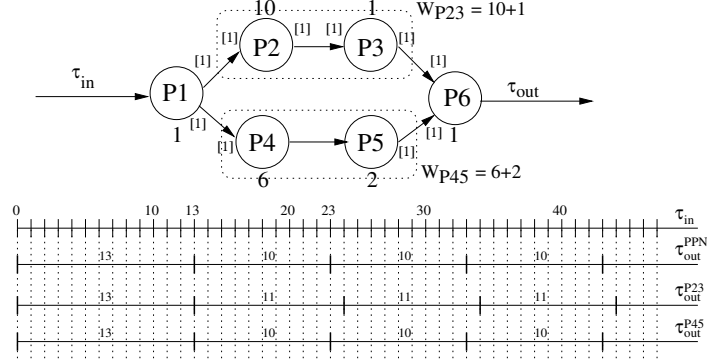 10 1 W_P23 = 10+1
[1] [1] [1] [1]
P2 P3
τ_in [1] [1] τ_out
P1 P6
1 [1] [1] 1
[1] P4 P5 [1]
6 2 W_P45 = 6+2
0 10 13 20 23 30 40 τ_in
13 10 10 10 τ_out^PPN
13 11 11 11 τ_out^P23
13 10 10 10 τ_out^P45